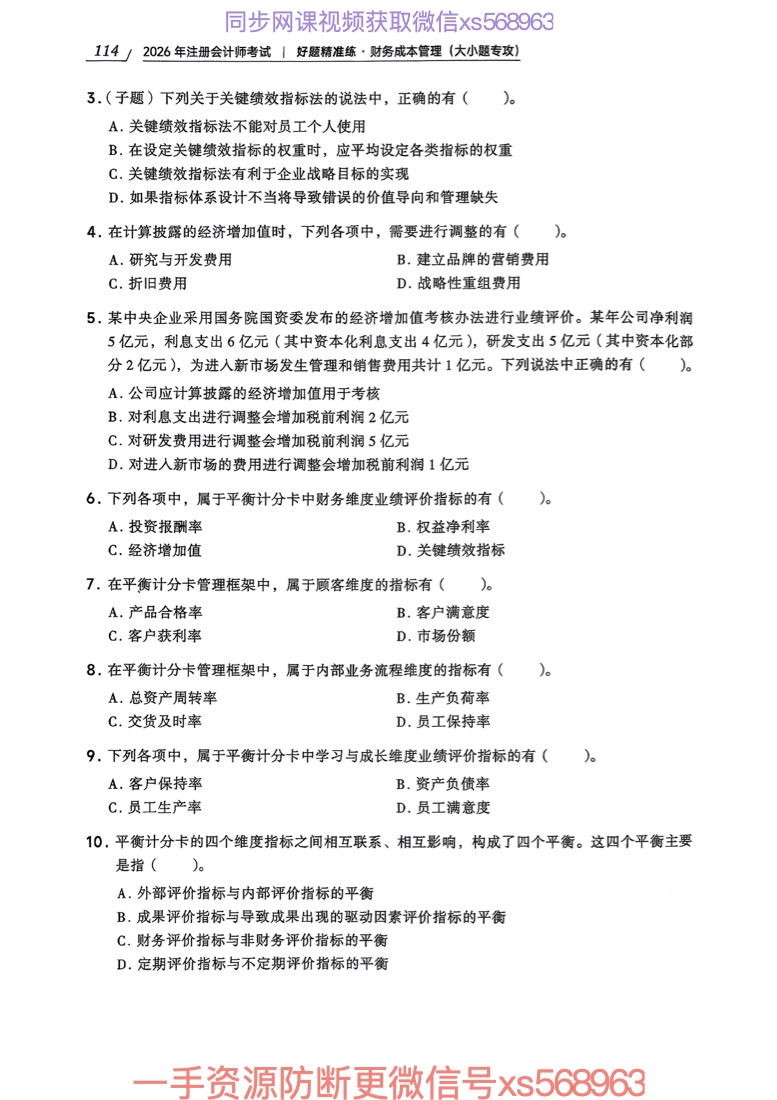 同步网课视频获取微信xs568963
114 / 2026年注册会计师考试 | 好题精准练·财务成本管理(大小题专攻)
3.(子题)下列关于关键绩效指标法的说法中,正确的有(  )。
A. 关键绩效指标法不能对员工个人使用
B. 在设定关键绩效指标的权重时,应平均设定各类指标的权重
C. 关键绩效指标法有利于企业战略目标的实现
D. 如果指标体系设计不当将导致错误的价值导向和管理缺失
4. 在计算披露的经济增加值时,下列各项中,需要进行调整的有(  )。
A. 研究与开发费用 B. 建立品牌的营销费用
C. 折旧费用 D. 战略性重组费用
5. 某中央企业采用国务院国资委发布的经济增加值考核办法进行业绩评价。某年公司净利润
5亿元,利息支出6亿元(其中资本化利息支出4亿元),研发支出5亿元(其中资本化部
分2亿元),为进入新市场发生管理和销售费用共计1亿元。下列说法中正确的有(  )。
A. 公司应计算披露的经济增加值用于考核
B. 对利息支出进行调整会增加税前利润2亿元
C. 对研发费用进行调整会增加税前利润5亿元
D. 对进入新市场的费用进行调整会增加税前利润1亿元
6. 下列各项中,属于平衡计分卡中财务维度业绩评价指标的有(  )。
A. 投资报酬率 B. 权益净利率
C. 经济增加值 D. 关键绩效指标
7. 在平衡计分卡管理框架中,属于顾客维度的指标有(  )。
A. 产品合格率 B. 客户满意度
C. 客户获利率 D. 市场份额
8. 在平衡计分卡管理框架中,属于内部业务流程维度的指标有(  )。
A. 总资产周转率 B. 生产负荷率
C. 交货及时率 D. 员工保持率
9. 下列各项中,属于平衡计分卡中学习与成长维度业绩评价指标的有(  )。
A. 客户保持率 B. 资产负债率
C. 员工生产率 D. 员工满意度
10. 平衡计分卡的四个维度指标之间相互联系、相互影响,构成了四个平衡。这四个平衡主要
是指(  )。
A. 外部评价指标与内部评价指标的平衡
B. 成果评价指标与导致成果出现的驱动因素评价指标的平衡
C. 财务评价指标与非财务评价指标的平衡
D. 定期评价指标与不定期评价指标的平衡
一手资源防断更微信号xs568963